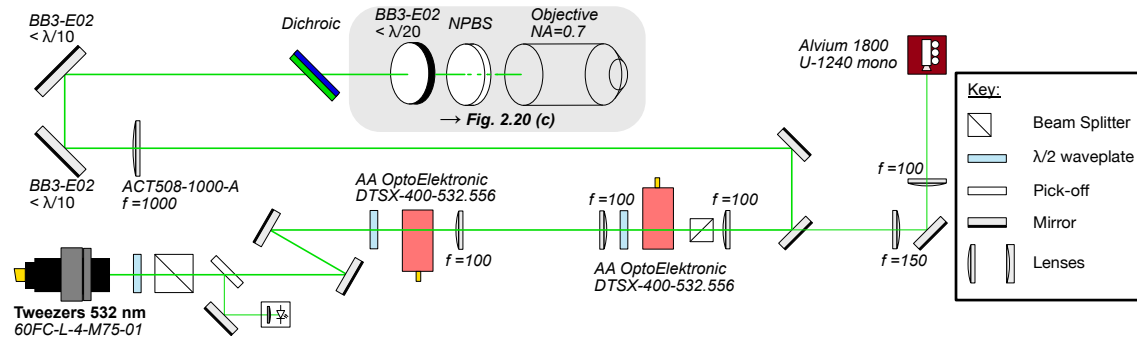 BB3-E02
< λ/10
Dichroic
BB3-E02
< λ/20
NPBS
Objective
NA=0.7
→ Fig. 2.20 (c)
Alvium 1800
U-1240 mono
Key:
Beam Splitter
λ/2 waveplate
Pick-off
Mirror
Lenses
BB3-E02
< λ/10
ACT508-1000-A
f =1000
AA OptoElektronic
DTSX-400-532.556
f=100
f=100
f=100
AA OptoElektronic
DTSX-400-532.556
f=100
f=150
Tweezers 532 nm
60FC-L-4-M75-01